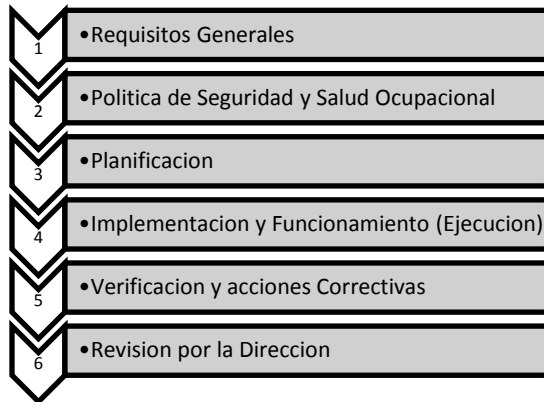 1 •Requisitos Generales
2 •Politica de Seguridad y Salud Ocupacional
3 •Planificacion
4 •Implementacion y Funcionamiento (Ejecucion)
5 •Verificacion y acciones Correctivas
6 •Revision por la Direccion